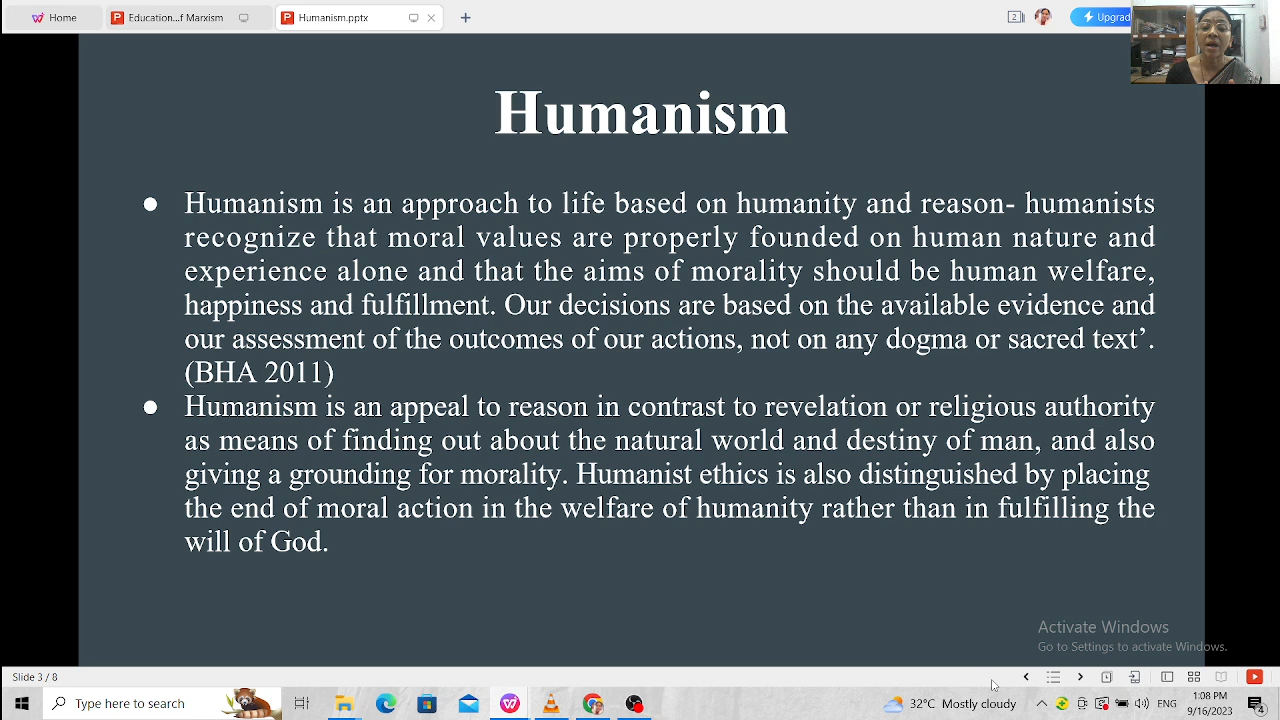 Home
Education...f Marxism
Humanism.pptx
2
Upgrad
Humanism
● Humanism is an approach to life based on humanity and reason- humanists
recognize that moral values are properly founded on human nature and
experience alone and that the aims of morality should be human welfare,
happiness and fulfillment. Our decisions are based on the available evidence and
our assessment of the outcomes of our actions, not on any dogma or sacred text’.
(BHA 2011)
● Humanism is an appeal to reason in contrast to revelation or religious authority
as means of finding out about the natural world and destiny of man, and also
giving a grounding for morality. Humanist ethics is also distinguished by placing
the end of moral action in the welfare of humanity rather than in fulfilling the
will of God.
Activate Windows
Go to Settings to activate Windows.
Slide 3 / 8
Type here to search
32°C Mostly cloudy
ENG
1:08 PM
9/16/2023
4